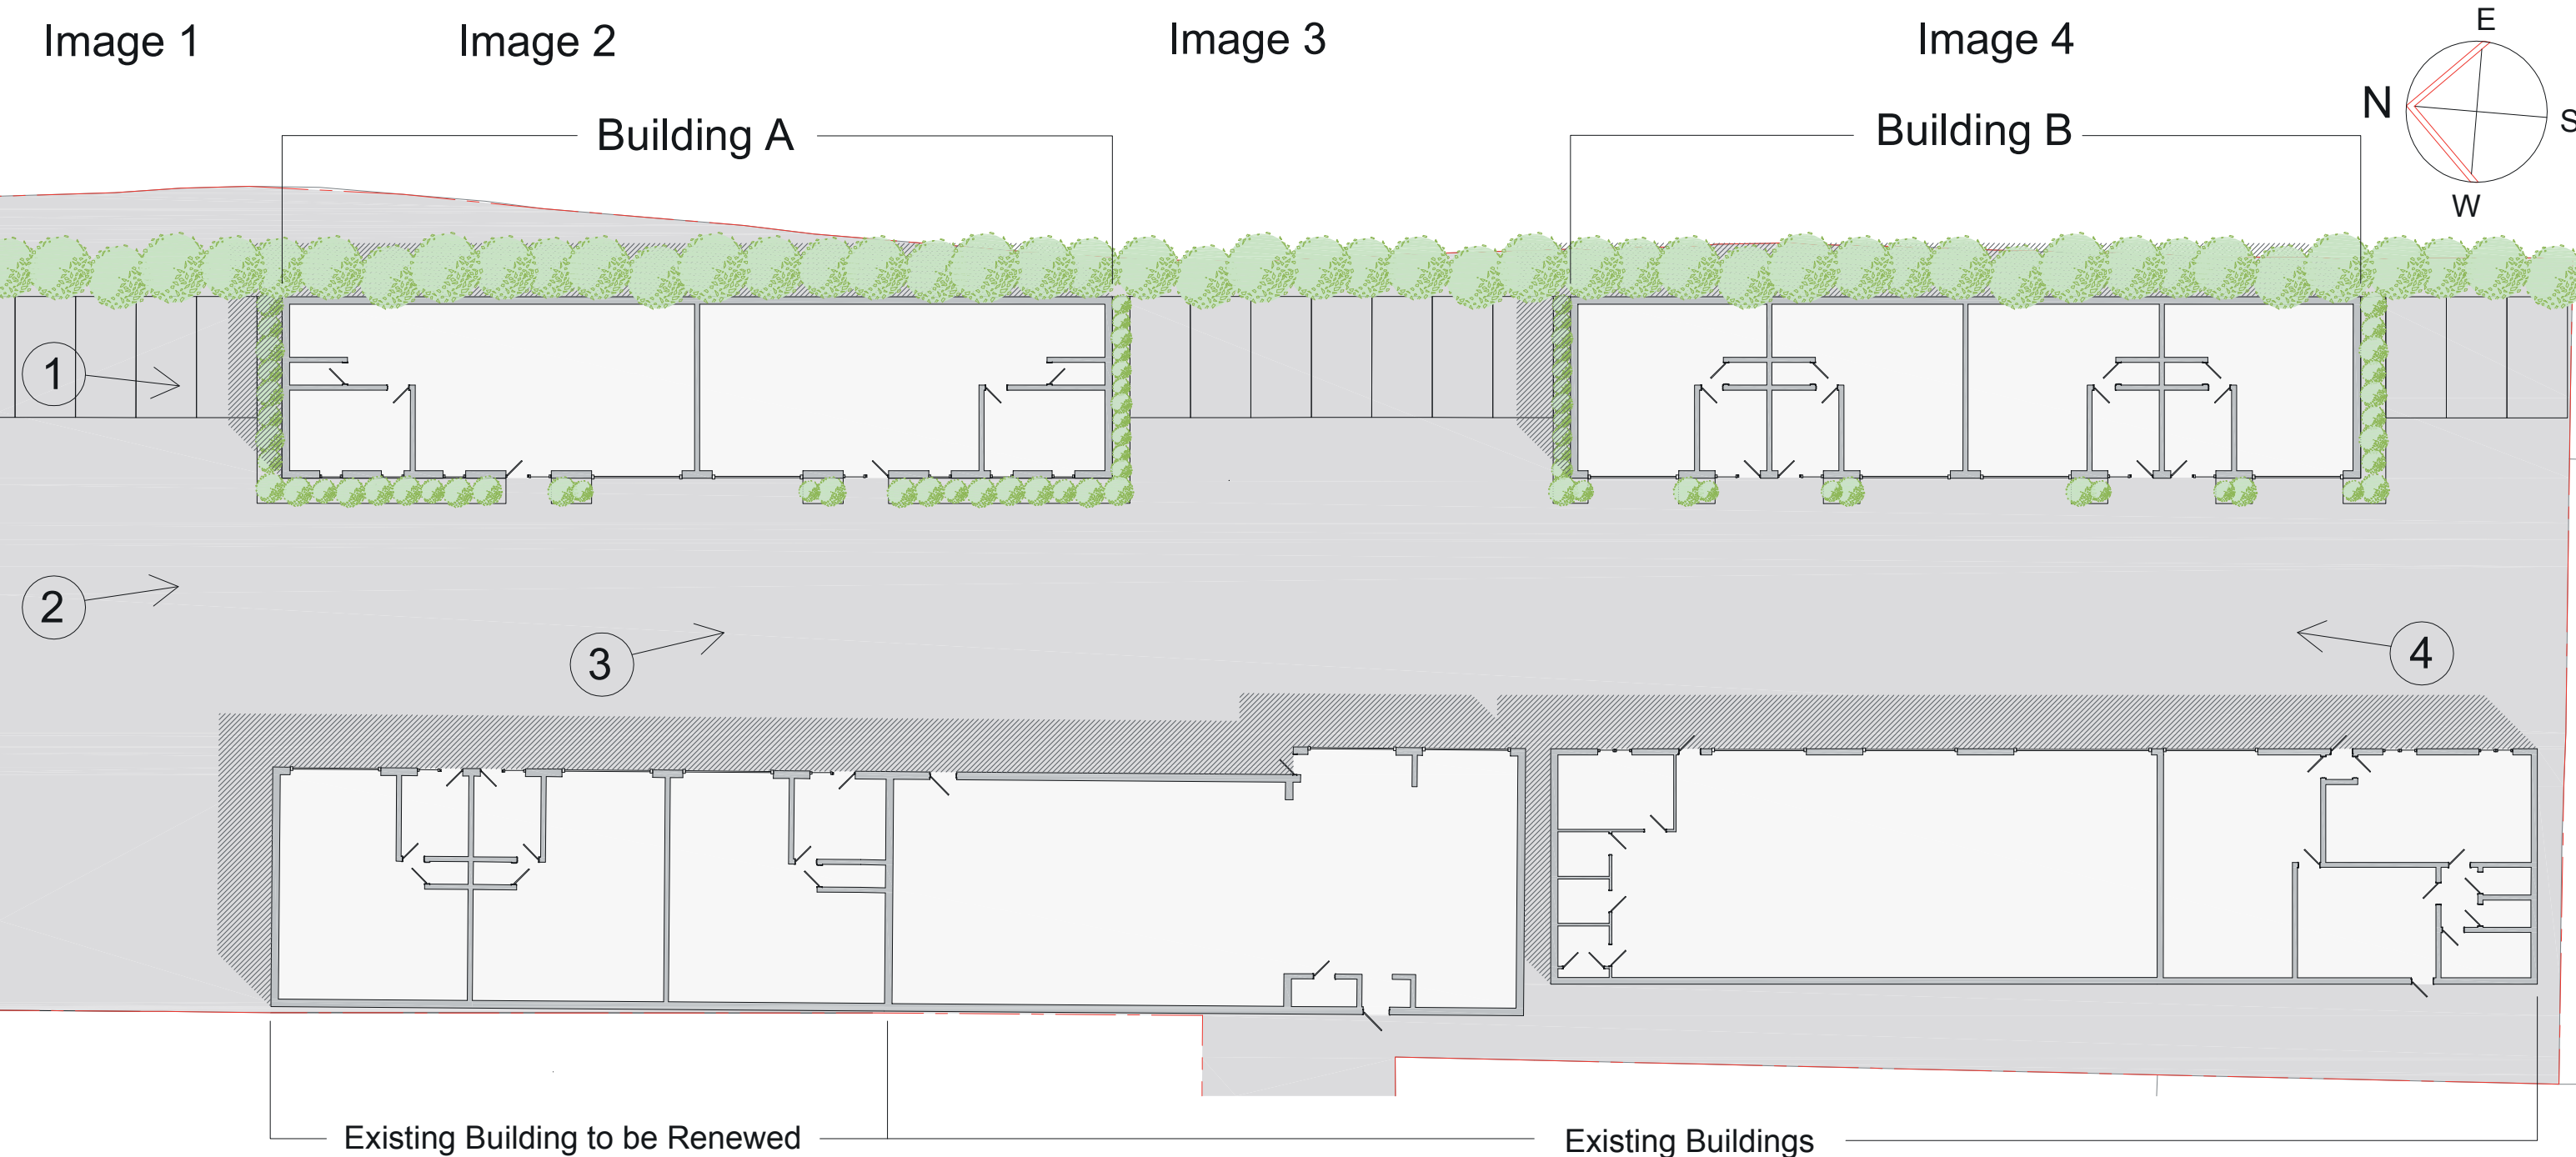 Image 1
Image 2
Image 3
Image 4
E
N
S
W
Building A
Building B
1
2
3
4
Existing Building to be Renewed
Existing Buildings